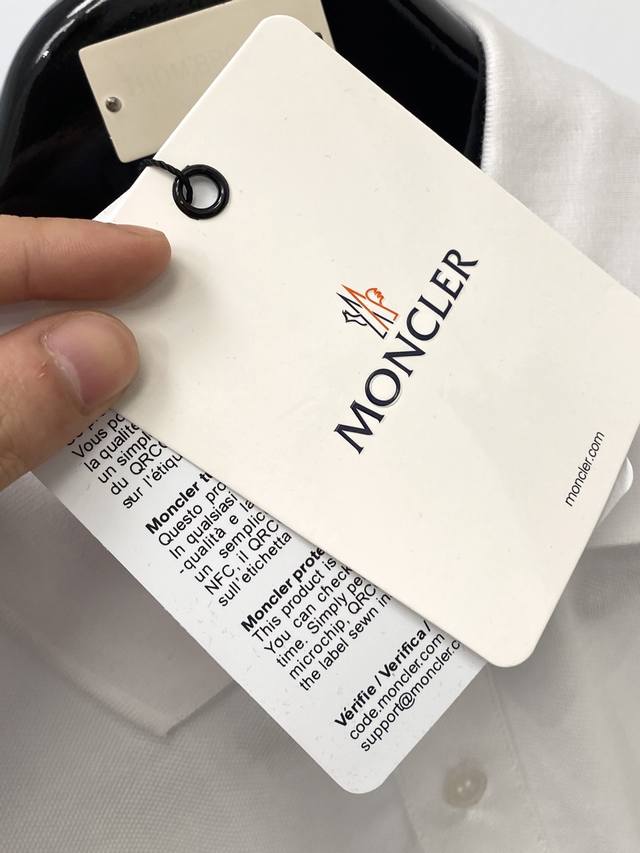 MONCLER
moncler.com
Vous po
la qualité
un simpl
du QRC
sur l'étiqu
Moncler t
Questo pro
In qualsiasi
-qualità e la
un semplic
NFC, il QRC
sull'etichetta
Moncler prote
This product is
You can check
time. Simply pe
microchip, QRC
the label sewn in
Vérifie / Verifica /
code.moncler.com
support@moncler.c